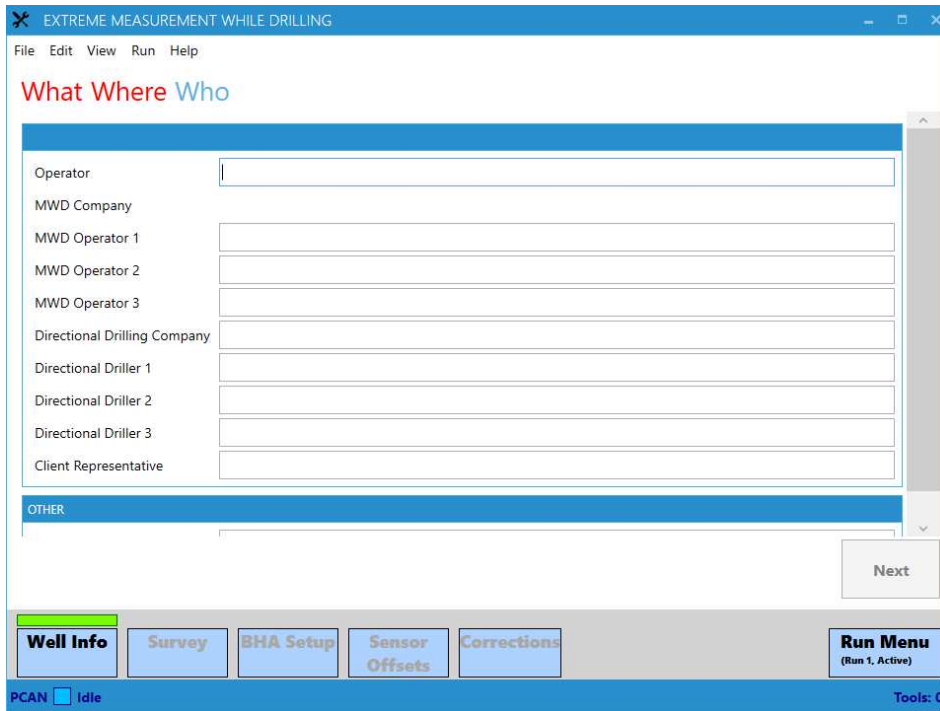 EXTREME MEASUREMENT WHILE DRILLING
File Edit View Run Help
What Where Who
Operator
MWD Company
MWD Operator 1
MWD Operator 2
MWD Operator 3
Directional Drilling Company
Directional Driller 1
Directional Driller 2
Directional Driller 3
Client Representative
OTHER
Next
Well Info Survey BHA Setup Sensor Offsets Corrections Run Menu
(Run 1, Active)
PCAN Idle Tools: 0